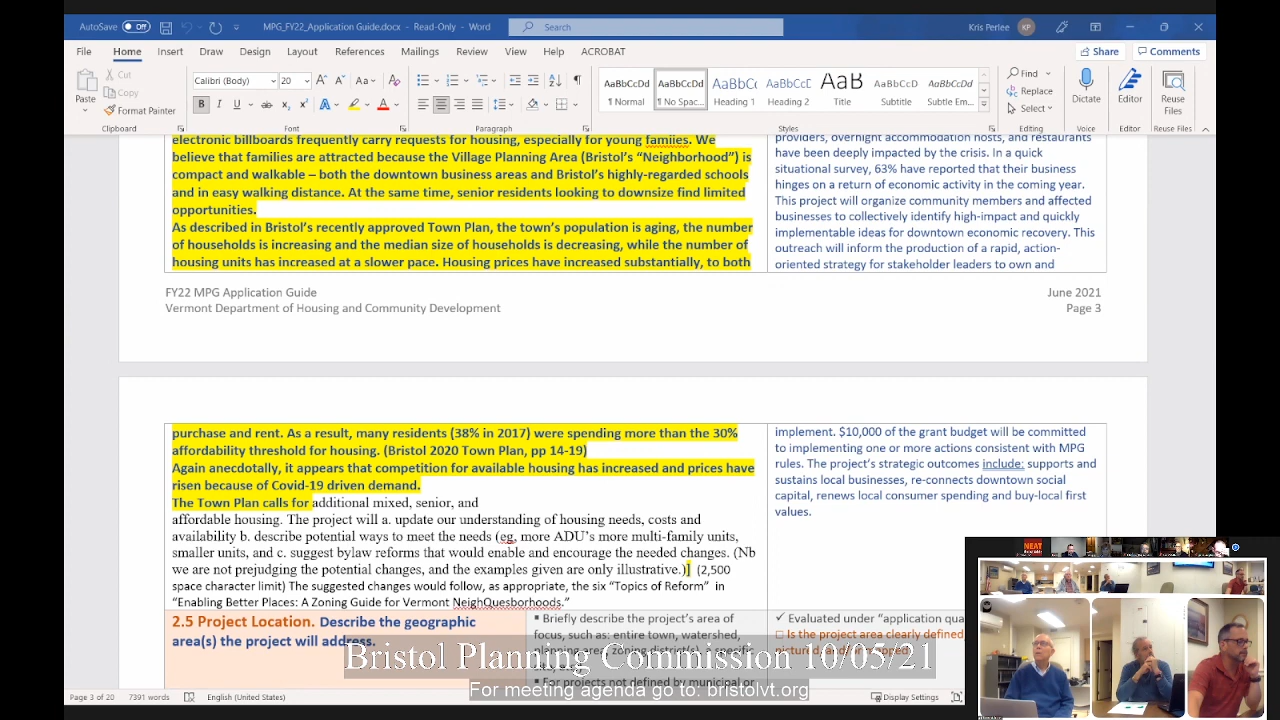 AutoSave Off MPG_FY22_Application Guide.docx - Read-Only - Word Search Kris Perlee KP
File Home Insert Draw Design Layout References Mailings Review View Help ACROBAT Share Comments
Paste Cut Copy Format Painter
Clipboard
Calibri (Body) 20
Font
Paragraph
AaBbCcDd ¶ Normal
AaBbCcDd ¶ No Spac...
AaBbCc Heading 1
AaBbCcC Heading 2
AaB Title
AaBbCcD Subtitle
AaBbCcDd Subtle Em...
Styles
Find Replace Select
Editing
Dictate
Voice
Editor
Editor
Reuse Files
Reuse Files
electronic billboards frequently carry requests for housing, especially for young famiies. We
believe that families are attracted because the Village Planning Area (Bristol's “Neighborhood”) is
compact and walkable – both the downtown business areas and Bristol's highly-regarded schools
and in easy walking distance. At the same time, senior residents looking to downsize find limited
opportunities.
As described in Bristol's recently approved Town Plan, the town's population is aging, the number
of households is increasing and the median size of households is decreasing, while the number of
housing units has increased at a slower pace. Housing prices have increased substantially, to both
providers, overnight accommodation hosts, and restaurants
have been deeply impacted by the crisis. In a quick
situational survey, 63% have reported that their business
hinges on a return of economic activity in the coming year.
This project will organize community members and affected
businesses to collectively identify high-impact and quickly
implementable ideas for downtown economic recovery. This
outreach will inform the production of a rapid, action-
oriented strategy for stakeholder leaders to own and
FY22 MPG Application Guide June 2021
Vermont Department of Housing and Community Development Page 3
purchase and rent. As a result, many residents (38% in 2017) were spending more than the 30%
affordability threshold for housing. (Bristol 2020 Town Plan, pp 14-19)
Again anecdotally, it appears that competition for available housing has increased and prices have
risen because of Covid-19 driven demand.
The Town Plan calls for additional mixed, senior, and
affordable housing. The project will a. update our understanding of housing needs, costs and
availability b. describe potential ways to meet the needs (eg, more ADU's more multi-family units,
smaller units, and c. suggest bylaw reforms that would enable and encourage the needed changes. (Nb
we are not prejudging the potential changes, and the examples given are only illustrative.)] (2,500
space character limit) The suggested changes would follow, as appropriate, the six “Topics of Reform” in
“Enabling Better Places: A Zoning Guide for Vermont NeighQuesborhoods.”
implement. $10,000 of the grant budget will be committed
to implementing one or more actions consistent with MPG
rules. The project's strategic outcomes include: supports and
sustains local businesses, re-connects downtown social
capital, renews local consumer spending and buy-local first
values.
2.5 Project Location. Describe the geographic
area(s) the project will address.
▪ Briefly describe the project's area of
focus, such as: entire town, watershed,
planning area, zoning district(s), a specific
▪ For projects not defined by municipal or
✓ Evaluated under “application qua
□ Is the project area clearly defined,
Bristol Planning Commission 10/05/21
For meeting agenda go to: bristolvt.org
Page 3 of 20 7391 words English (United States) Display Settings
NEAT